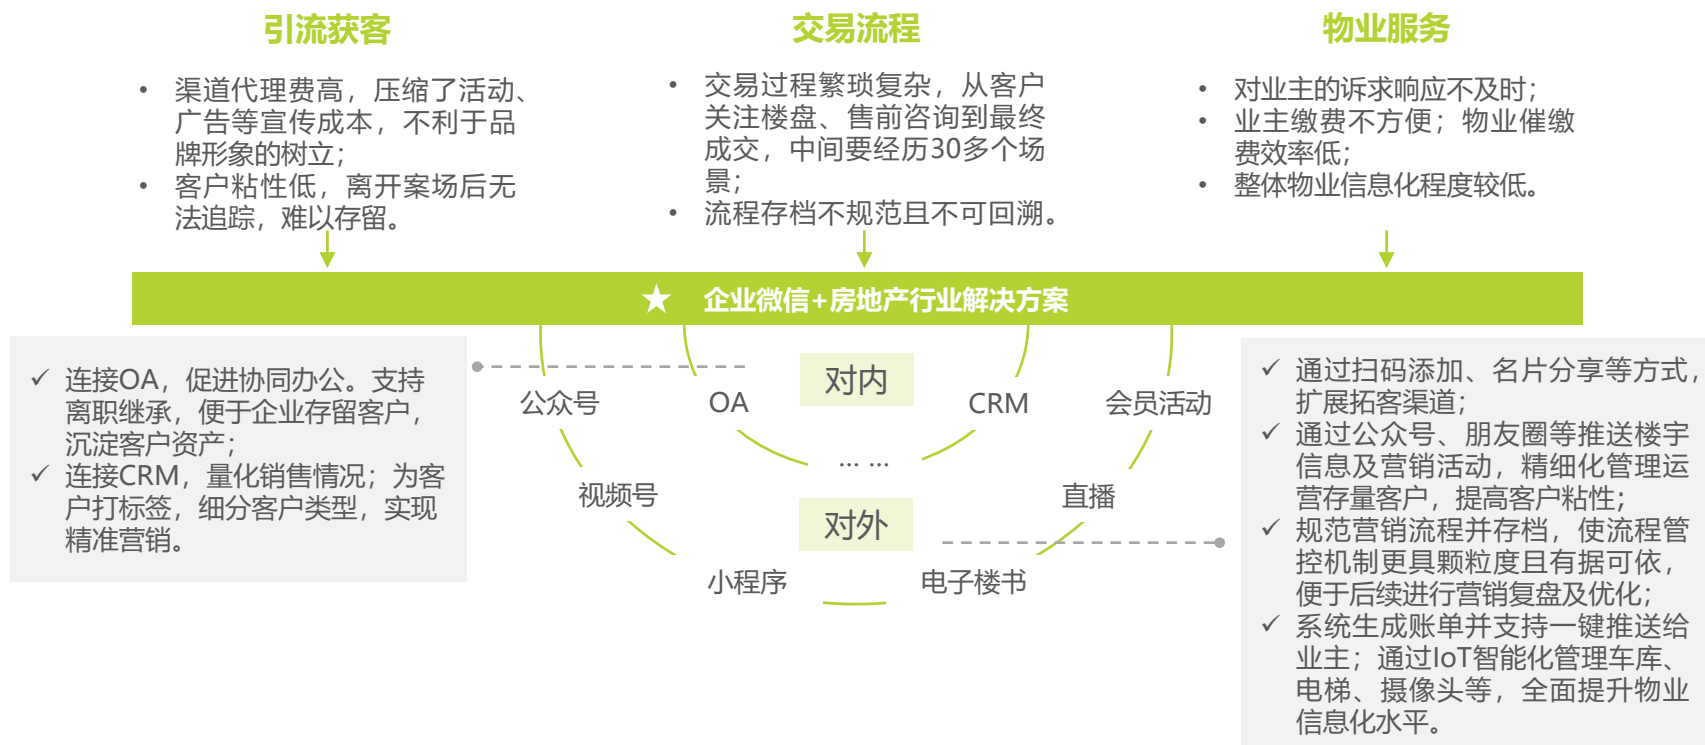 引流获客
渠道代理费高，压缩了活动、
广告等宣传成本，不利于品
牌形象的树立；
客户粘性低，离开案场后无
法追踪，难以存留。
交易流程
交易过程繁琐复杂，从客户
关注楼盘、售前咨询到最终
成交，中间要经历30多个场
景；
流程存档不规范且不可回溯。
物业服务
对业主的诉求响应不及时；
业主缴费不方便；物业催缴
费效率低；
整体物业信息化程度较低。
★ 企业微信+房地产行业解决方案
✓ 连接OA，促进协同办公。支持
离职继承，便于企业存留客户，
沉淀客户资产；
✓ 连接CRM，量化销售情况；为客
户打标签，细分客户类型，实现
精准营销。
对内
公众号
OA
CRM
会员活动
... ...
视频号
直播
对外
小程序
电子楼书
✓ 通过扫码添加、名片分享等方式，
扩展拓客渠道；
✓ 通过公众号、朋友圈等推送楼宇
信息及营销活动，精细化管理运
营存量客户，提高客户粘性；
✓ 规范营销流程并存档，使流程管
控机制更具颗粒度且有据可依，
便于后续进行营销复盘及优化；
✓ 系统生成账单并支持一键推送给
业主；通过IoT智能化管理车库、
电梯、摄像头等，全面提升物业
信息化水平。